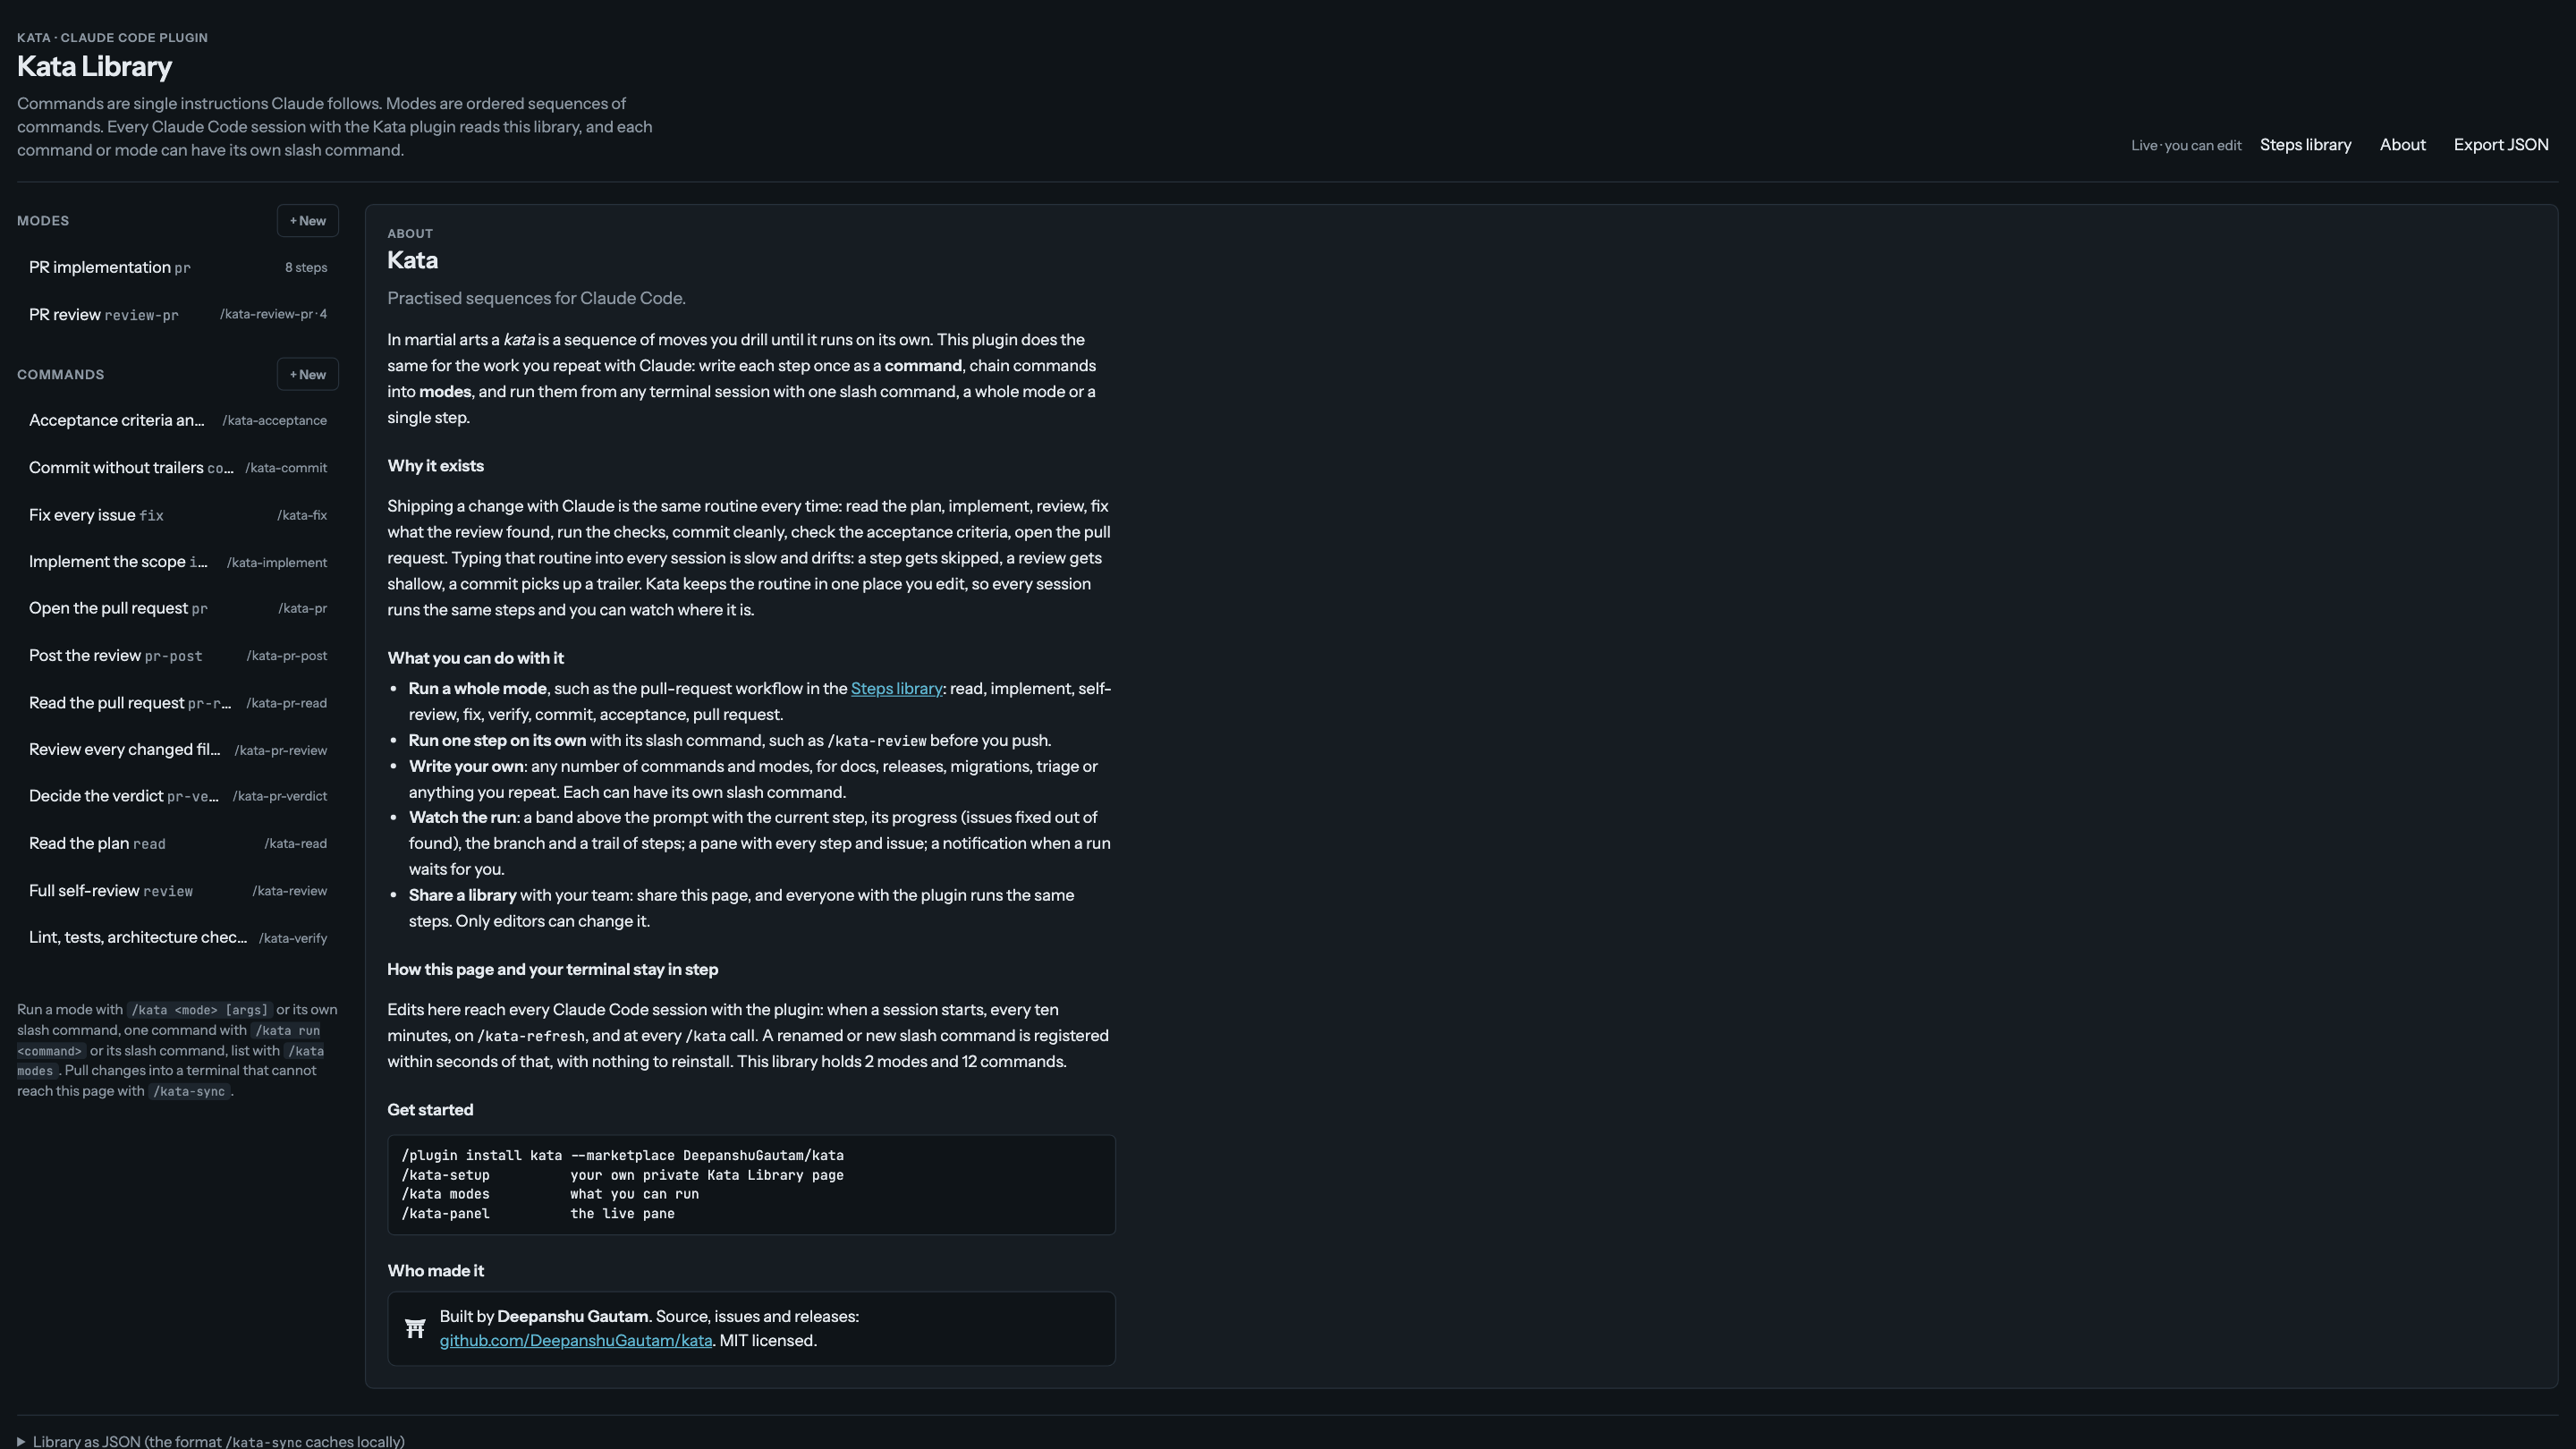 KATA · CLAUDE CODE PLUGIN
Kata Library
Commands are single instructions Claude follows. Modes are ordered sequences of
commands. Every Claude Code session with the Kata plugin reads this library, and each
command or mode can have its own slash command.
Live · you can edit Steps library About Export JSON
MODES + New
PR implementation pr 8 steps
PR review review-pr /kata-review-pr · 4
COMMANDS + New
Acceptance criteria an... /kata-acceptance
Commit without trailers co... /kata-commit
Fix every issue fix /kata-fix
Implement the scope i... /kata-implement
Open the pull request pr /kata-pr
Post the review pr-post /kata-pr-post
Read the pull request pr-r... /kata-pr-read
Review every changed fil... /kata-pr-review
Decide the verdict pr-ve... /kata-pr-verdict
Read the plan read /kata-read
Full self-review review /kata-review
Lint, tests, architecture chec... /kata-verify
Run a mode with /kata <mode> [args] or its own
slash command, one command with /kata run
<command> or its slash command, list with /kata
modes. Pull changes into a terminal that cannot
reach this page with /kata-sync.
ABOUT
Kata
Practised sequences for Claude Code.
In martial arts a kata is a sequence of moves you drill until it runs on its own. This plugin does the
same for the work you repeat with Claude: write each step once as a command, chain commands
into modes, and run them from any terminal session with one slash command, a whole mode or a
single step.
Why it exists
Shipping a change with Claude is the same routine every time: read the plan, implement, review, fix
what the review found, run the checks, commit cleanly, check the acceptance criteria, open the pull
request. Typing that routine into every session is slow and drifts: a step gets skipped, a review gets
shallow, a commit picks up a trailer. Kata keeps the routine in one place you edit, so every session
runs the same steps and you can watch where it is.
What you can do with it
• Run a whole mode, such as the pull-request workflow in the Steps library: read, implement, self-
review, fix, verify, commit, acceptance, pull request.
• Run one step on its own with its slash command, such as /kata-review before you push.
• Write your own: any number of commands and modes, for docs, releases, migrations, triage or
anything you repeat. Each can have its own slash command.
• Watch the run: a band above the prompt with the current step, its progress (issues fixed out of
found), the branch and a trail of steps; a pane with every step and issue; a notification when a run
waits for you.
• Share a library with your team: share this page, and everyone with the plugin runs the same
steps. Only editors can change it.
How this page and your terminal stay in step
Edits here reach every Claude Code session with the plugin: when a session starts, every ten
minutes, on /kata-refresh, and at every /kata call. A renamed or new slash command is registered
within seconds of that, with nothing to reinstall. This library holds 2 modes and 12 commands.
Get started
/plugin install kata --marketplace DeepanshuGautam/kata
/kata-setup your own private Kata Library page
/kata modes what you can run
/kata-panel the live pane
Who made it
Built by Deepanshu Gautam. Source, issues and releases:
github.com/DeepanshuGautam/kata. MIT licensed.
▶ Library as JSON (the format /kata-sync caches locally)